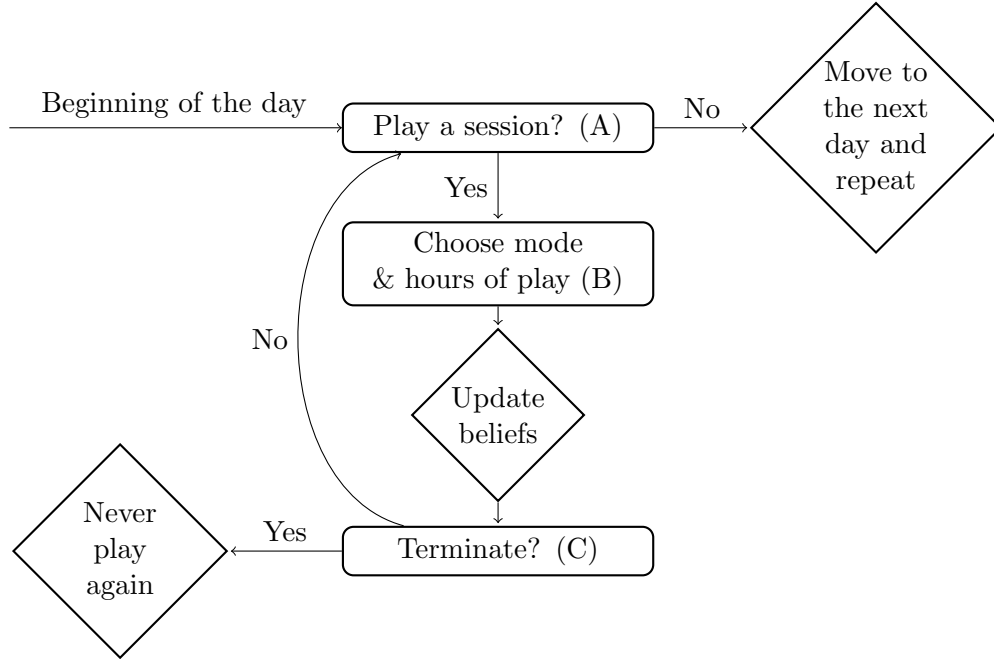 Beginning of the day
Play a session? (A)
No
Move to
the next
day and
repeat
Yes
Choose mode
& hours of play (B)
No
Update
beliefs
Never
play
again
Yes
Terminate? (C)